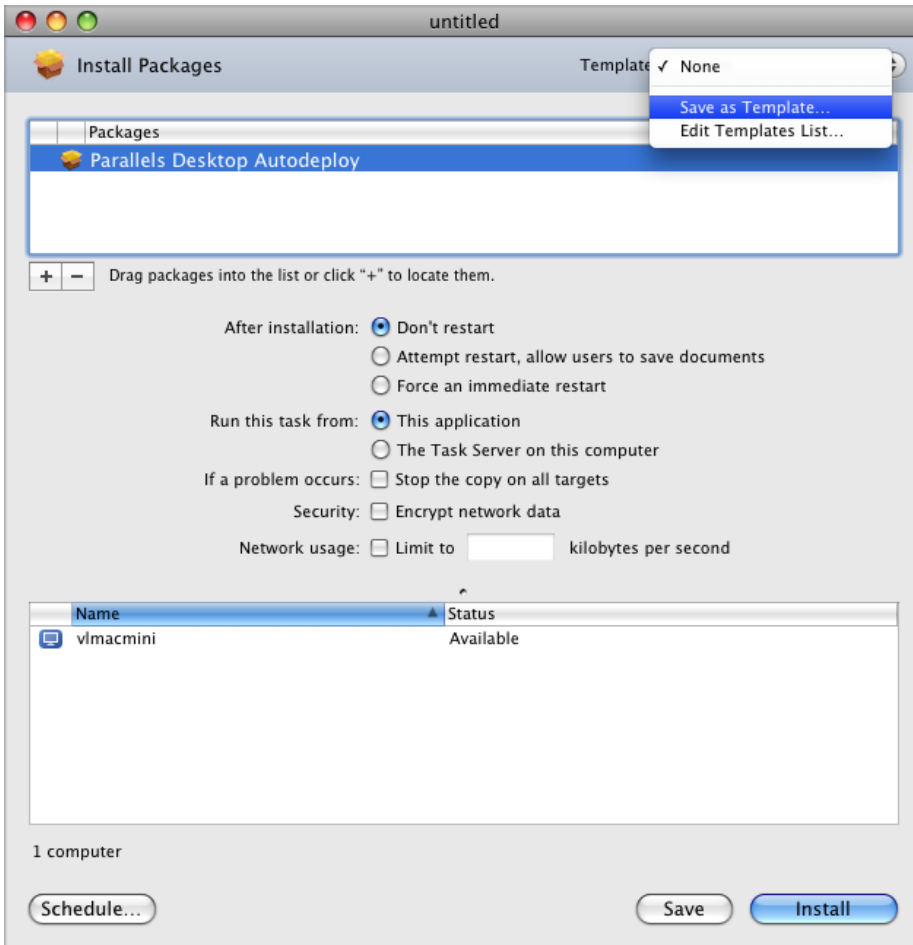 untitled
Install Packages
Template ✓ None
Save as Template...
Edit Templates List...
Packages
Parallels Desktop Autodeploy
+ − Drag packages into the list or click “+” to locate them.
After installation: Don't restart
Attempt restart, allow users to save documents
Force an immediate restart
Run this task from: This application
The Task Server on this computer
If a problem occurs: Stop the copy on all targets
Security: Encrypt network data
Network usage: Limit to kilobytes per second
Name Status
vlmacmini Available
1 computer
Schedule... Save Install